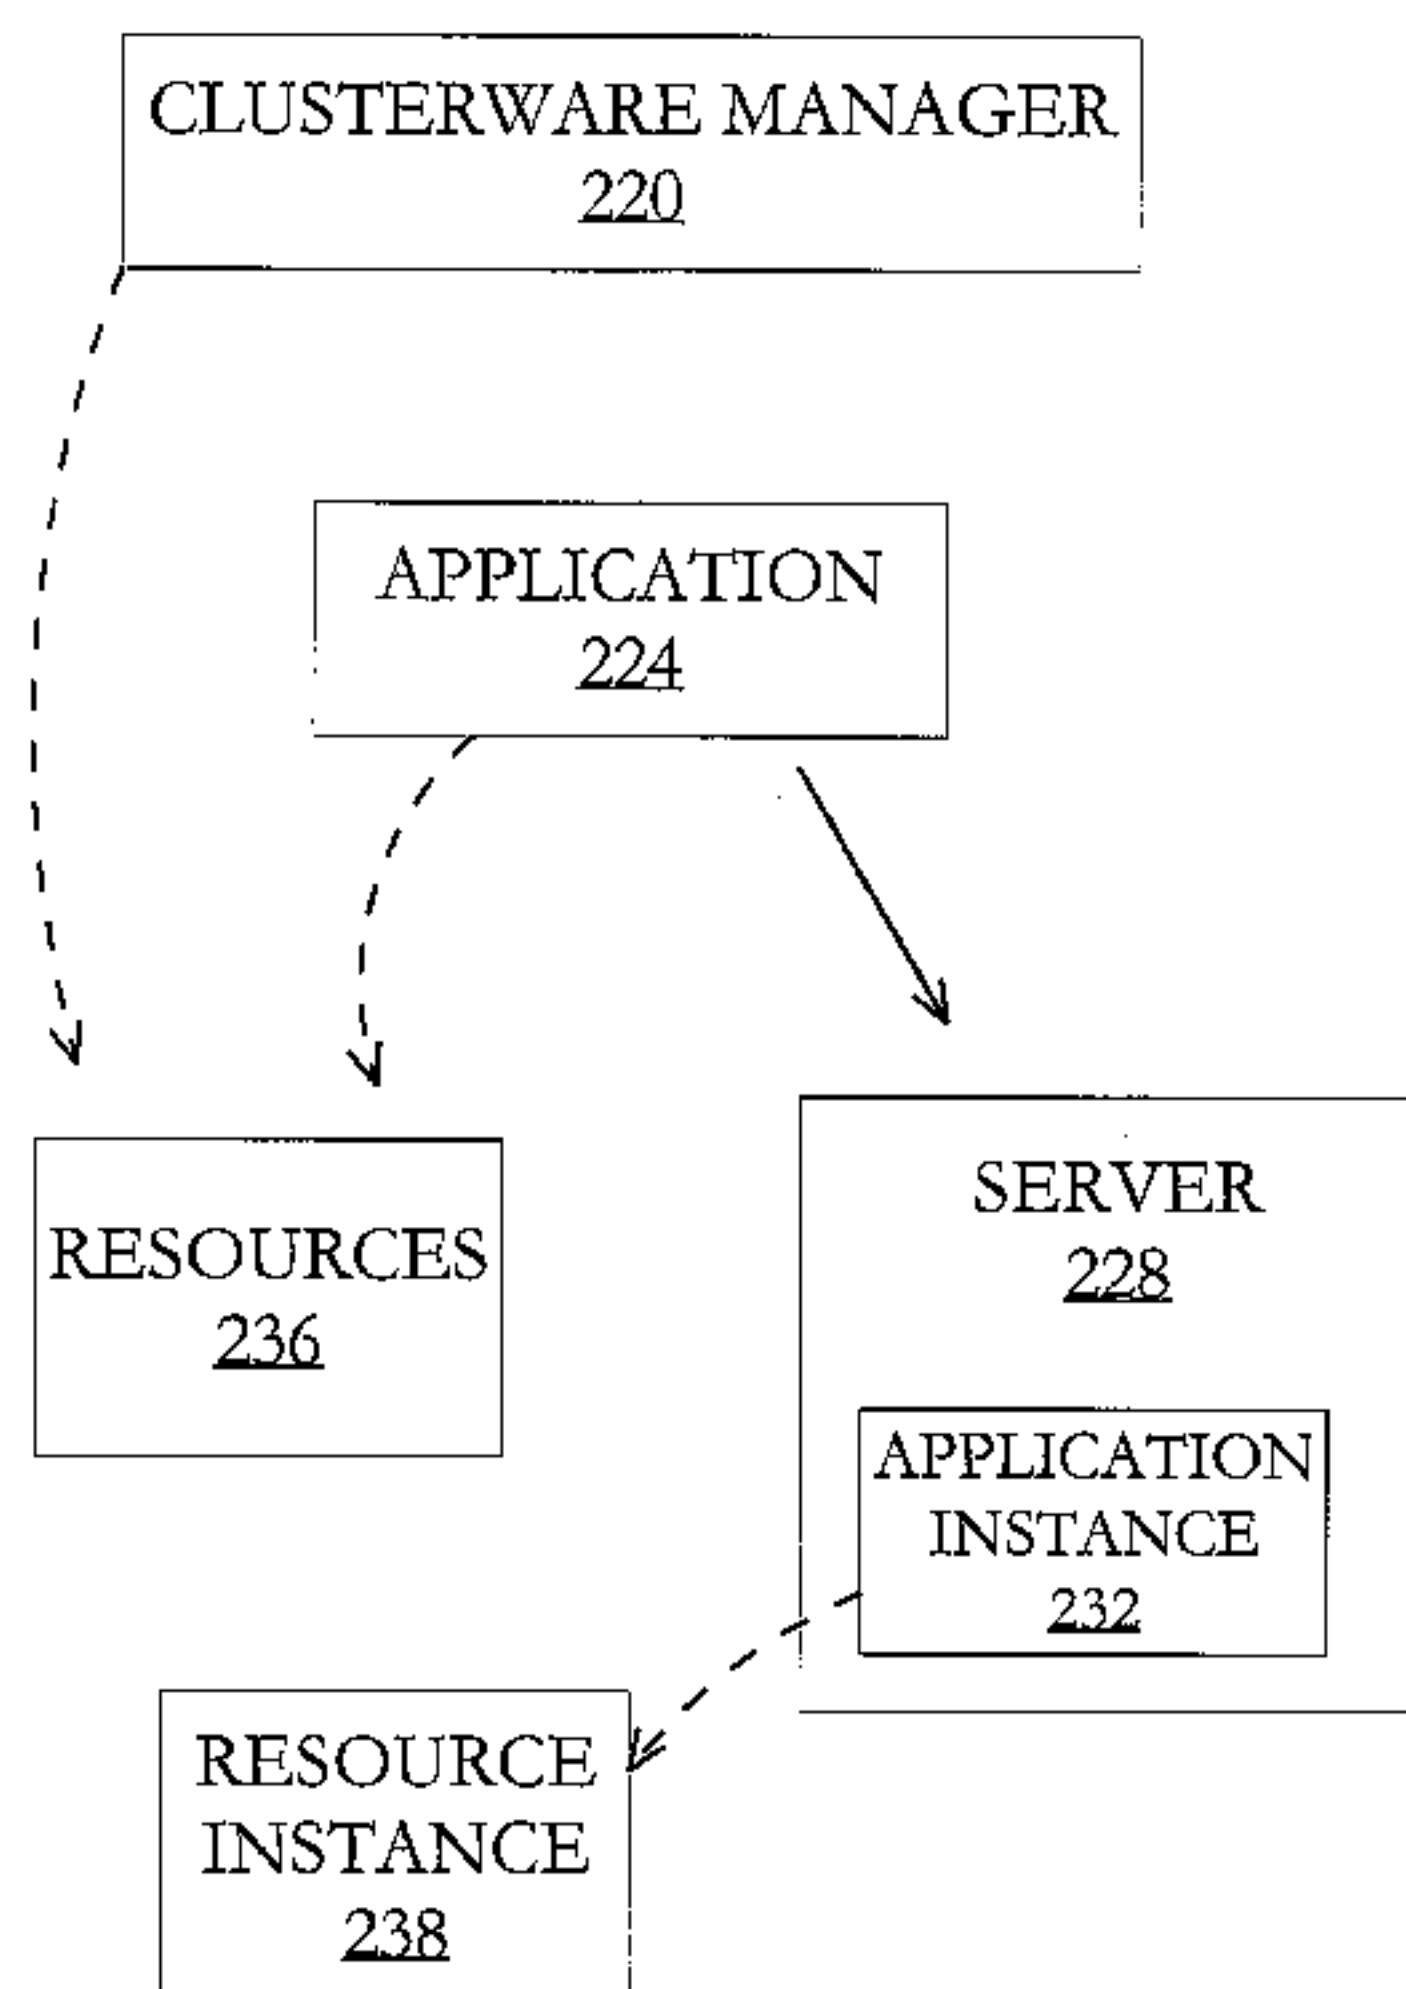 CLUSTERWARE MANAGER
220
APPLICATION
224
RESOURCES
236
SERVER
228
APPLICATION
INSTANCE
232
RESOURCE
INSTANCE
238